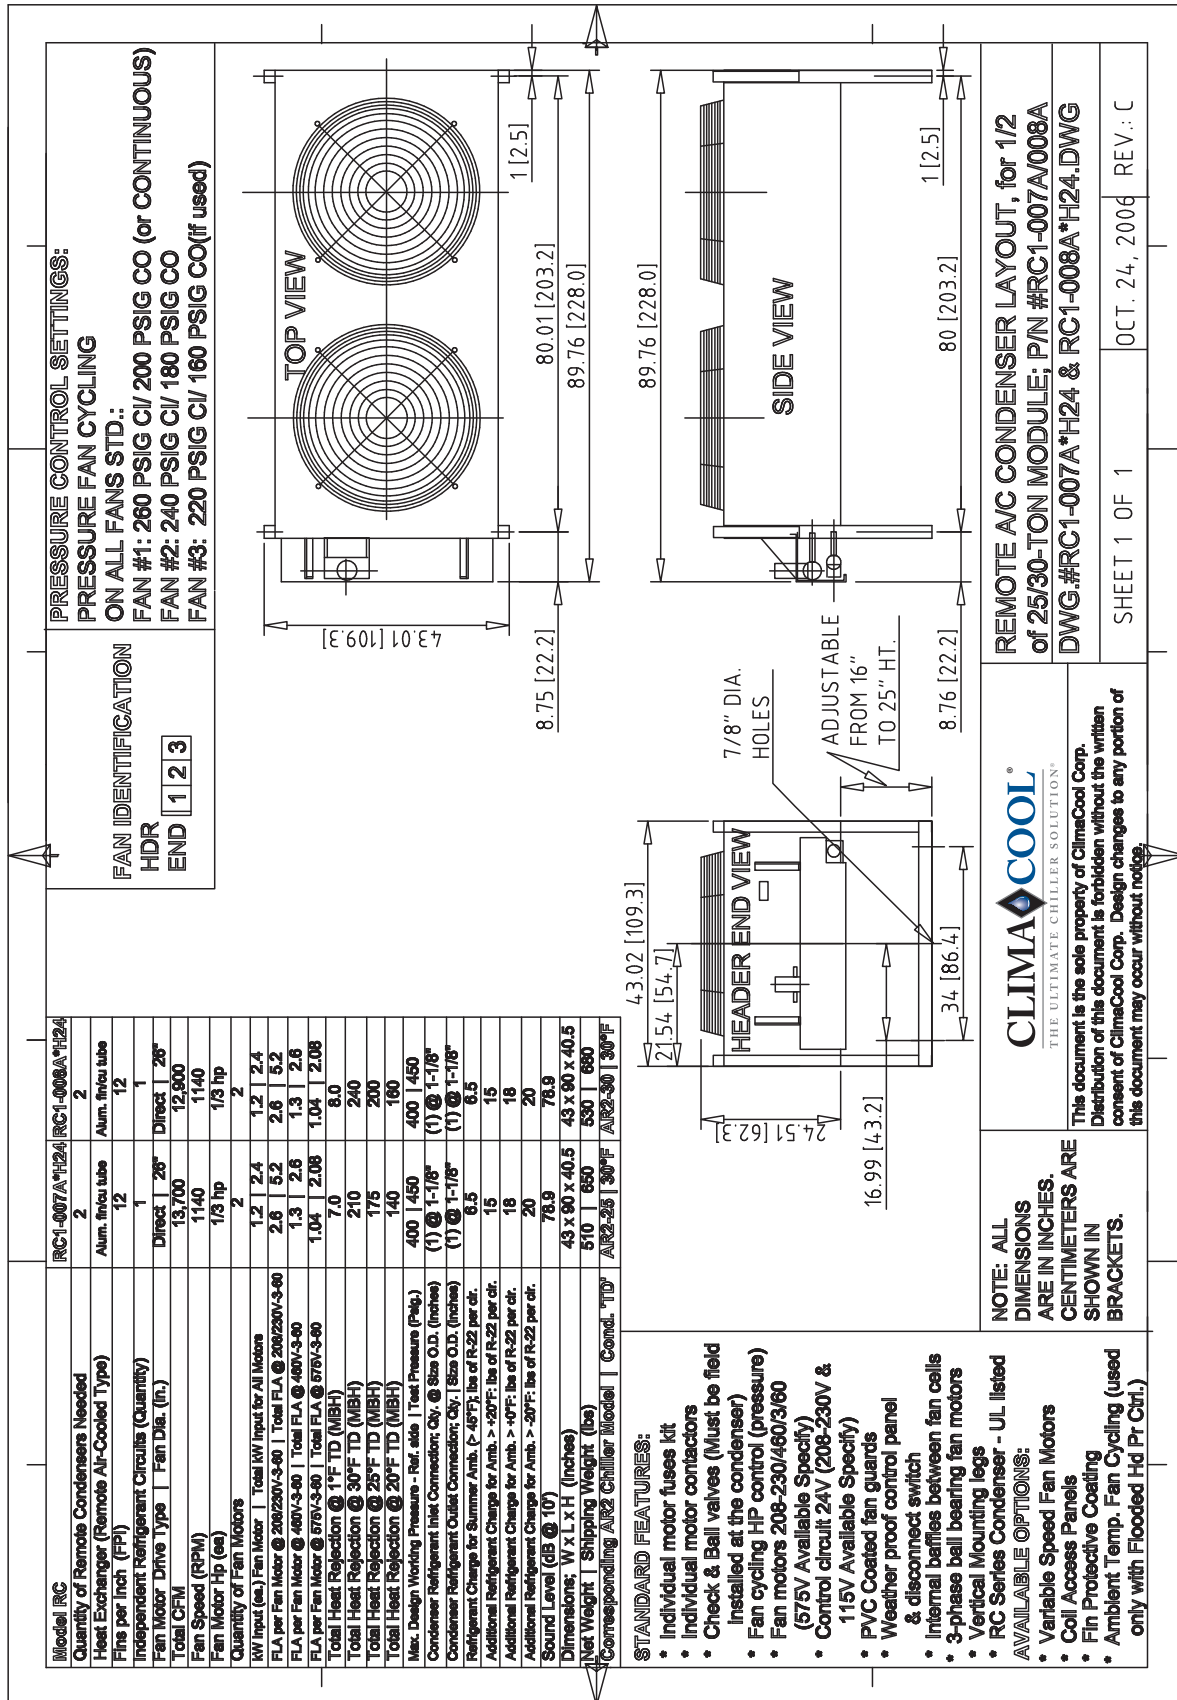 Model RC RC1-007A*H24 RC1-008A*H24
Quantity of Remote Condensers Needed 2 2
Heat Exchanger (Remote Air-Cooled Type) Alum. fin/cu tube Alum. fin/cu tube
Fins per Inch (FPI) 12 12
Independent Refrigerant Circuits (Quantity) 1 1
Fan Motor Drive Type | Fan Dia. (in.) Direct | 26" Direct | 26"
Total CFM 13,700 12,900
Fan Speed (RPM) 1140 1140
Fan Motor Hp (ea) 1/3 hp 1/3 hp
Quantity of Fan Motors 2 2
kW Input (ea.) Fan Motor | Total kW Input for All Motors 1.2 | 2.4 1.2 | 2.4
FLA per Fan Motor @ 208/230V-3-60 | Total FLA @ 208/230V-3-60 2.6 | 5.2 2.6 | 5.2
FLA per Fan Motor @ 460V-3-60 | Total FLA @ 460V-3-60 1.3 | 2.6 1.3 | 2.6
FLA per Fan Motor @ 575V-3-60 | Total FLA @ 575V-3-60 1.04 | 2.08 1.04 | 2.08
Total Heat Rejection @ 1°F TD (MBH) 7.0 8.0
Total Heat Rejection @ 30°F TD (MBH) 210 240
Total Heat Rejection @ 25°F TD (MBH) 175 200
Total Heat Rejection @ 20°F TD (MBH) 140 160
Max. Design Working Pressure - Ref. side | Test Pressure (Psig.) 400 | 450 400 | 450
Condenser Refrigerant Inlet Connection; Qty. @ Size O.D. (Inches) (1) @ 1-1/8" (1) @ 1-1/8"
Condenser Refrigerant Outlet Connection; Qty. | Size O.D. (Inches) (1) @ 1-1/8" (1) @ 1-1/8"
Refrigerant Charge for Summer Amb. (> 45°F); lbs of R-22 per cir. 6.5 6.5
Additional Refrigerant Charge for Amb. > +20°F: lbs of R-22 per cir. 15 15
Additional Refrigerant Charge for Amb. > +0°F: lbs of R-22 per cir. 18 18
Additional Refrigerant Charge for Amb. > -20°F: lbs of R-22 per cir. 20 20
Sound Level (dB @ 10') 78.9 78.9
Dimensions; W x L x H (Inches) 43 x 90 x 40.5 43 x 90 x 40.5
Net Weight | Shipping Weight (lbs) 510 | 650 530 | 680
Corresponding AR2 Chiller Model | Cond. "TD" AR2-25 | 30°F AR2-30 | 30°F
STANDARD FEATURES:
* Individual motor fuses kit
* Individual motor contactors
* Check & Ball valves (Must be field
installed at the condenser)
* Fan cycling HP control (pressure)
* Fan motors 208-230/460/3/60
(575V Available Specify)
* Control circuit 24V (208-230V &
115V Available Specify)
* PVC Coated fan guards
* Weather proof control panel
& disconnect switch
* Internal baffles between fan cells
* 3-phase ball bearing fan motors
* Vertical Mounting legs
* RC Series Condenser - UL listed
AVAILABLE OPTIONS:
* Variable Speed Fan Motors
* Coil Access Panels
* Fin Protective Coating
* Ambient Temp. Fan Cycling (used
only with Flooded Hd Pr Ctrl.)
FAN IDENTIFICATION
HDR
END 1 2 3
PRESSURE CONTROL SETTINGS:
PRESSURE FAN CYCLING
ON ALL FANS STD.:
FAN #1: 260 PSIG CI/ 200 PSIG CO (or CONTINUOUS)
FAN #2: 240 PSIG CI/ 180 PSIG CO
FAN #3: 220 PSIG CI/ 160 PSIG CO(if used)
TOP VIEW
43.01 [109.3]
1 [2.5]
80.01 [203.2]
8.75 [22.2]
89.76 [228.0]
89.76 [228.0]
SIDE VIEW
1 [2.5]
80 [203.2]
8.76 [22.2]
43.02 [109.3]
21.54 [54.7]
HEADER END VIEW
24.51 [62.3]
16.99 [43.2]
34 [86.4]
7/8" DIA.
HOLES
ADJUSTABLE
FROM 16"
TO 25" HT.
NOTE: ALL
DIMENSIONS
ARE IN INCHES.
CENTIMETERS ARE
SHOWN IN
BRACKETS.
CLIMACOOL®
THE ULTIMATE CHILLER SOLUTION®
This document is the sole property of ClimaCool Corp.
Distribution of this document is forbidden without the written
consent of ClimaCool Corp. Design changes to any portion of
this document may occur without notice.
REMOTE A/C CONDENSER LAYOUT, for 1/2
of 25/30-TON MODULE; P/N #RC1-007A/008A
DWG.#RC1-007A*H24 & RC1-008A*H24.DWG
SHEET 1 OF 1 OCT. 24, 2006 REV.: C